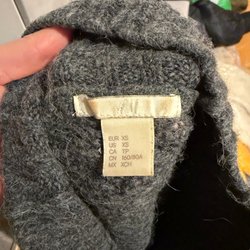 EUR XS
US XS
CA TP
CN 160/80A
MX XCH